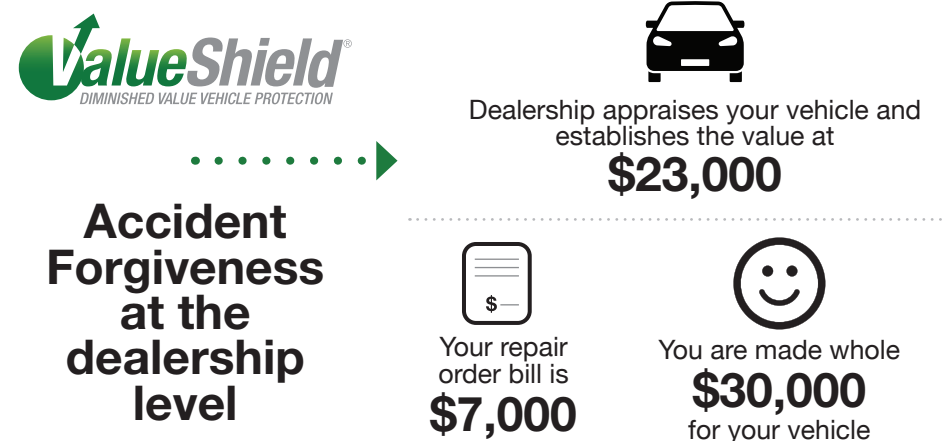 ValueShield®
DIMINISHED VALUE VEHICLE PROTECTION
Accident
Forgiveness
at the
dealership
level
Dealership appraises your vehicle and
establishes the value at
$23,000
$
Your repair
order bill is
$7,000
You are made whole
$30,000
for your vehicle